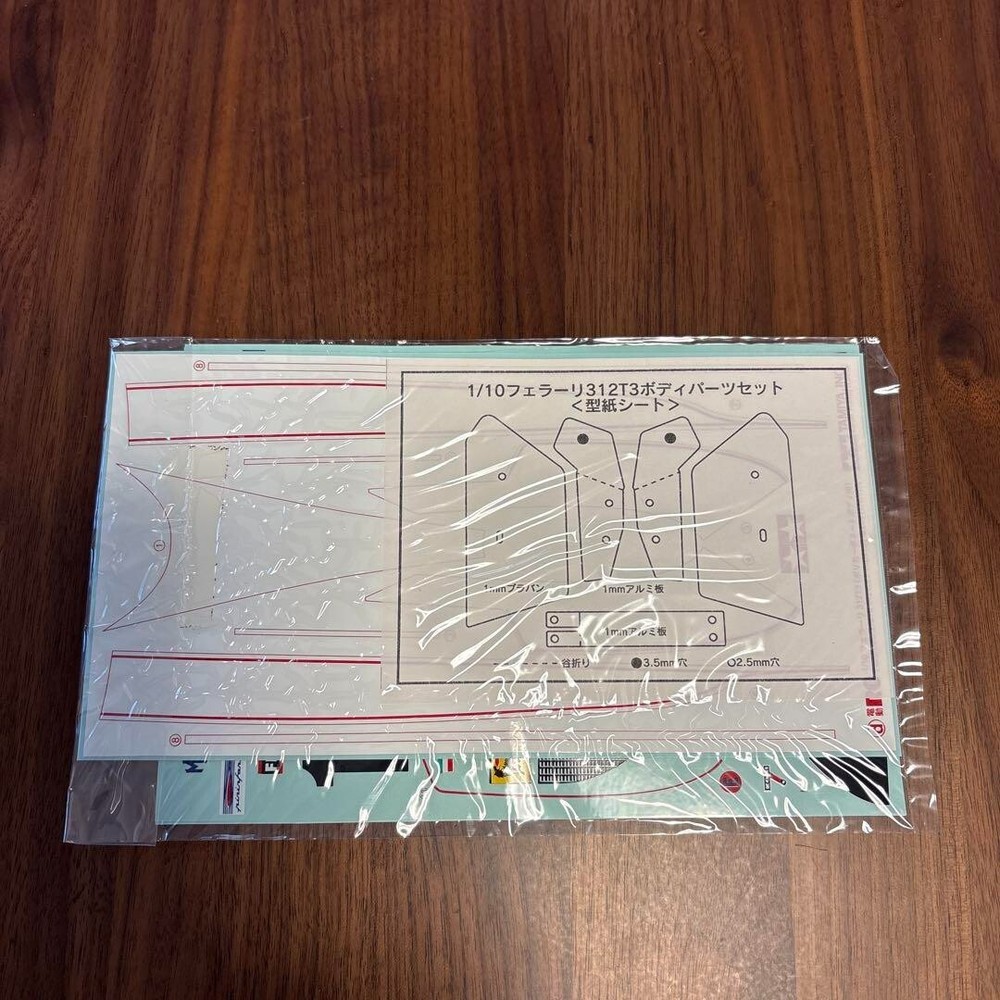 1/10フェラーリ312T3ボディパーツセット
<型紙シート>
1mmプラバン
1mmアルミ板
1mmアルミ板
谷折り
3.5mm穴
2.5mm穴
8
1
8